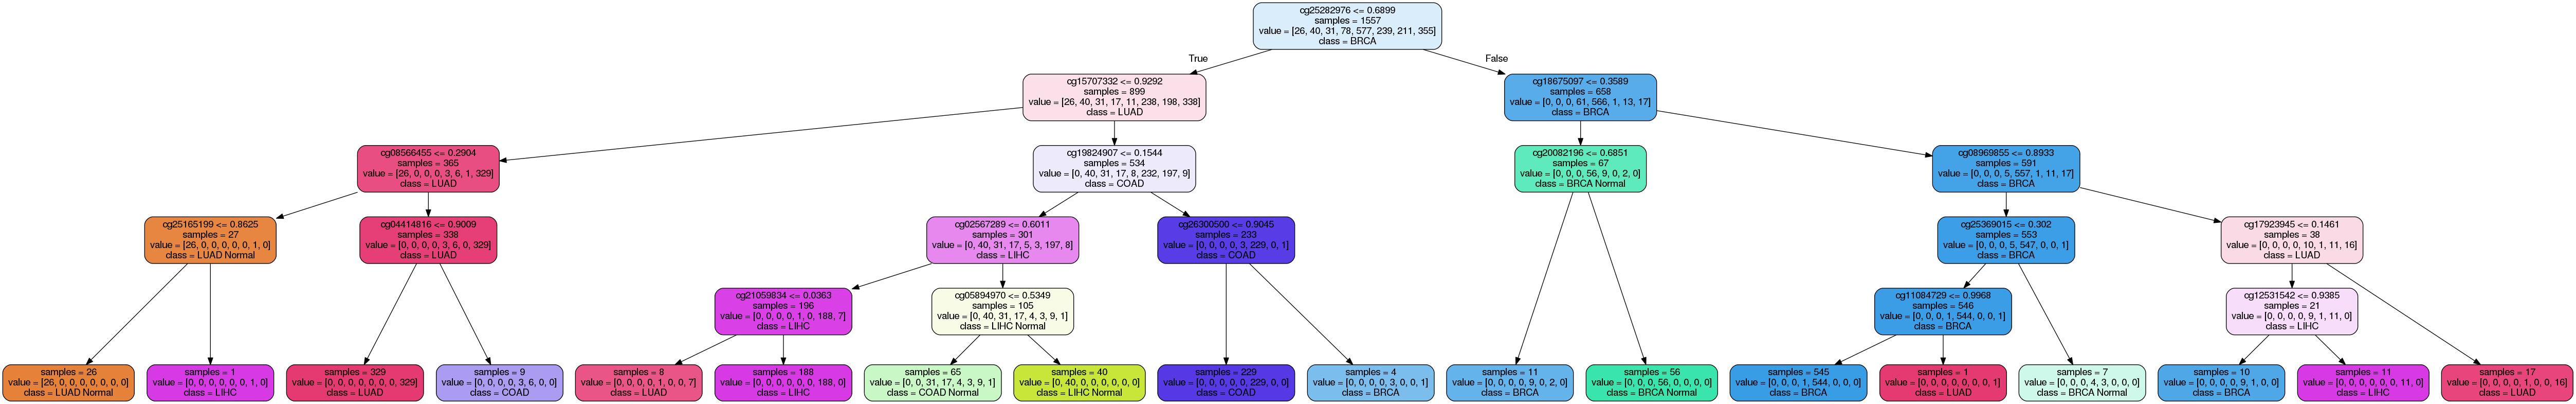 cg25282976 <= 0.6899
samples = 1557
value = [26, 40, 31, 78, 577, 239, 211, 355]
class = BRCA
True
False
cg15707332 <= 0.9292
samples = 899
value = [26, 40, 31, 17, 11, 238, 198, 338]
class = LUAD
cg18675097 <= 0.3589
samples = 658
value = [0, 0, 0, 61, 566, 1, 13, 17]
class = BRCA
cg08566455 <= 0.2904
samples = 365
value = [26, 0, 0, 0, 3, 6, 1, 329]
class = LUAD
cg19824907 <= 0.1544
samples = 534
value = [0, 40, 31, 17, 8, 232, 197, 9]
class = COAD
cg20082196 <= 0.6851
samples = 67
value = [0, 0, 0, 56, 9, 0, 2, 0]
class = BRCA Normal
cg08969855 <= 0.8933
samples = 591
value = [0, 0, 0, 5, 557, 1, 11, 17]
class = BRCA
cg25165199 <= 0.8625
samples = 27
value = [26, 0, 0, 0, 0, 0, 1, 0]
class = LUAD Normal
cg04414816 <= 0.9009
samples = 338
value = [0, 0, 0, 0, 3, 6, 0, 329]
class = LUAD
cg02567289 <= 0.6011
samples = 301
value = [0, 40, 31, 17, 5, 3, 197, 8]
class = LIHC
cg26300500 <= 0.9045
samples = 233
value = [0, 0, 0, 0, 3, 229, 0, 1]
class = COAD
cg25369015 <= 0.302
samples = 553
value = [0, 0, 0, 5, 547, 0, 0, 1]
class = BRCA
cg17923945 <= 0.1461
samples = 38
value = [0, 0, 0, 0, 10, 1, 11, 16]
class = LUAD
cg21059834 <= 0.0363
samples = 196
value = [0, 0, 0, 0, 1, 0, 188, 7]
class = LIHC
cg05894970 <= 0.5349
samples = 105
value = [0, 40, 31, 17, 4, 3, 9, 1]
class = LIHC Normal
cg11084729 <= 0.9968
samples = 546
value = [0, 0, 0, 1, 544, 0, 0, 1]
class = BRCA
cg12531542 <= 0.9385
samples = 21
value = [0, 0, 0, 0, 9, 1, 11, 0]
class = LIHC
samples = 26
value = [26, 0, 0, 0, 0, 0, 0, 0]
class = LUAD Normal
samples = 1
value = [0, 0, 0, 0, 0, 0, 1, 0]
class = LIHC
samples = 329
value = [0, 0, 0, 0, 0, 0, 0, 329]
class = LUAD
samples = 9
value = [0, 0, 0, 0, 3, 6, 0, 0]
class = COAD
samples = 8
value = [0, 0, 0, 0, 1, 0, 0, 7]
class = LUAD
samples = 188
value = [0, 0, 0, 0, 0, 0, 188, 0]
class = LIHC
samples = 65
value = [0, 0, 31, 17, 4, 3, 9, 1]
class = COAD Normal
samples = 40
value = [0, 40, 0, 0, 0, 0, 0, 0]
class = LIHC Normal
samples = 229
value = [0, 0, 0, 0, 0, 229, 0, 0]
class = COAD
samples = 4
value = [0, 0, 0, 0, 3, 0, 0, 1]
class = BRCA
samples = 11
value = [0, 0, 0, 0, 9, 0, 2, 0]
class = BRCA
samples = 56
value = [0, 0, 0, 56, 0, 0, 0, 0]
class = BRCA Normal
samples = 545
value = [0, 0, 0, 1, 544, 0, 0, 0]
class = BRCA
samples = 1
value = [0, 0, 0, 0, 0, 0, 0, 1]
class = LUAD
samples = 7
value = [0, 0, 0, 4, 3, 0, 0, 0]
class = BRCA Normal
samples = 10
value = [0, 0, 0, 0, 9, 1, 0, 0]
class = BRCA
samples = 11
value = [0, 0, 0, 0, 0, 0, 11, 0]
class = LIHC
samples = 17
value = [0, 0, 0, 0, 1, 0, 0, 16]
class = LUAD